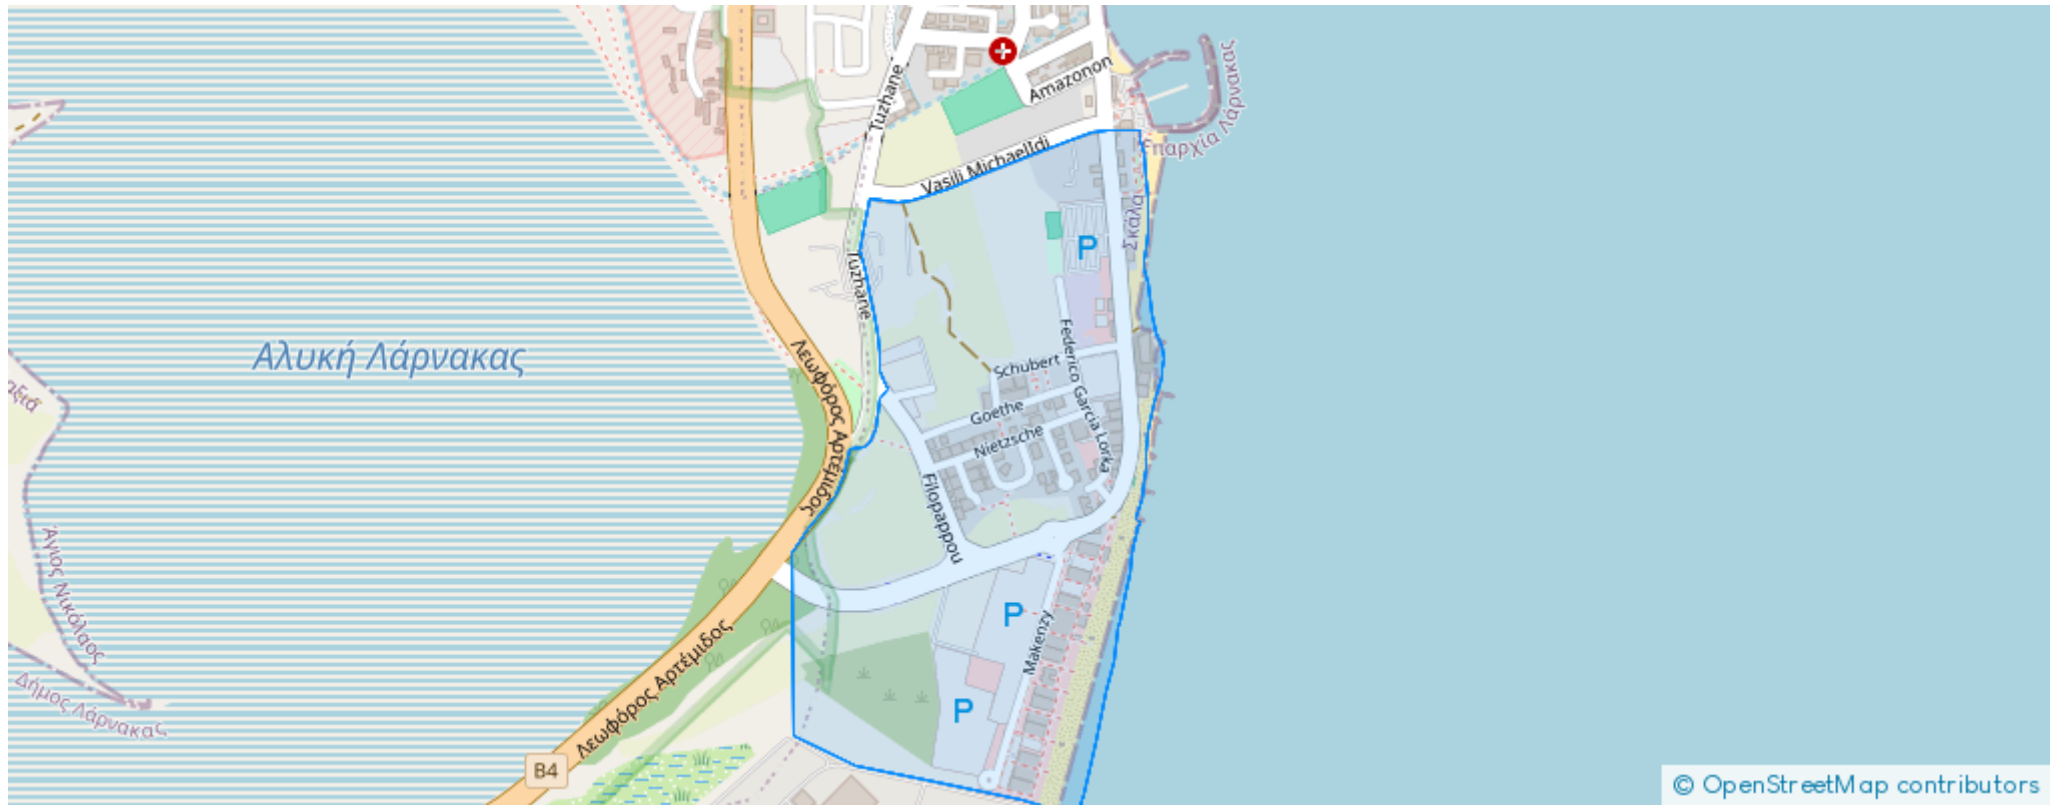 Amazonon
Επαρχία Λάρνακας
Tuzhane
Vasili MichaelIdi
Σκάλα
P
Tuzhane
Federico Garcia Lorka
Schubert
Αλυκή Λάρνακας
Λεωφόρος Αρτέμιδος
Goethe
Nietzsche
Filopappou
Άγιος Νικόλαος
P
Makenzy
Λεωφόρος Αρτέμιδος
Δήμος Λάρνακας
P
B4
© OpenStreetMap contributors